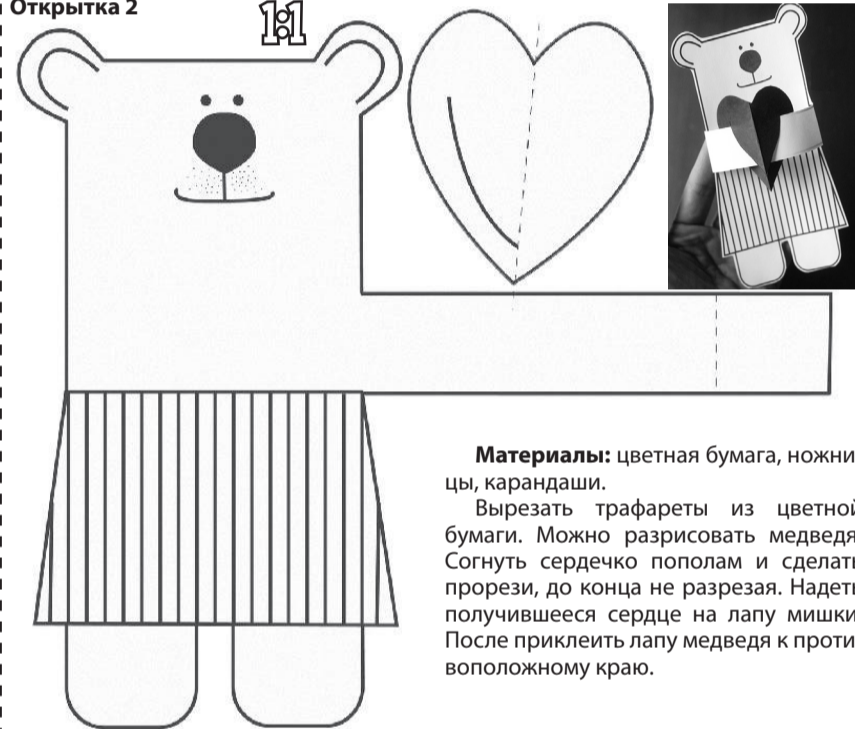 Открытка 2
1:1
Материалы: цветная бумага, ножни
цы, карандаши.
Вырезать трафареты из цветной
бумаги. Можно разрисовать медведя
Согнуть сердечко пополам и сделать
прорези, до конца не разрезая. Надеть
получившееся сердце на лапу мишки
После приклеить лапу медведя к проти
воположному краю.